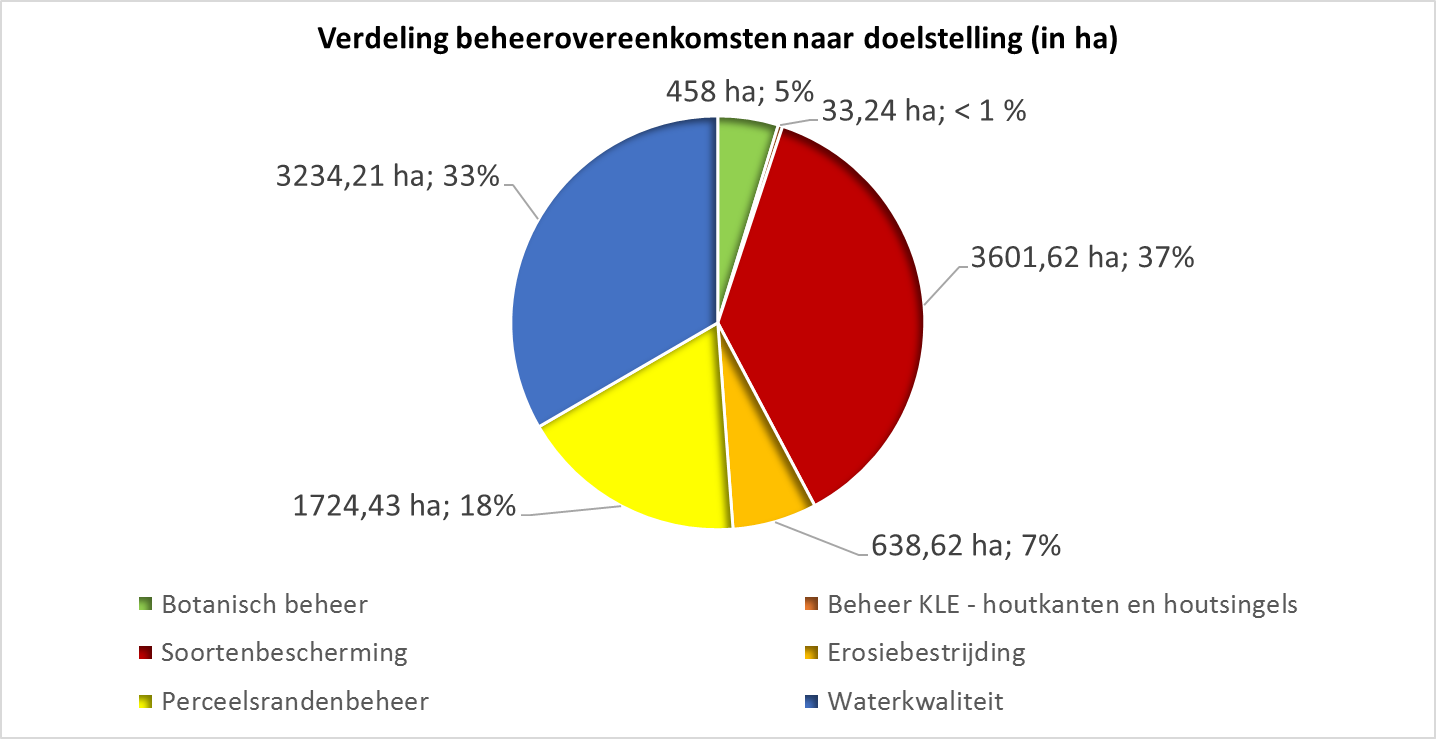 Verdeling beheerovereenkomsten naar doelstelling (in ha)
458 ha; 5%
33,24 ha; < 1 %
3234,21 ha; 33%
3601,62 ha; 37%
1724,43 ha; 18%
638,62 ha; 7%
Botanisch beheer
Beheer KLE - houtkanten en houtsingels
Soortenbescherming
Erosiebestrijding
Perceelsrandenbeheer
Waterkwaliteit